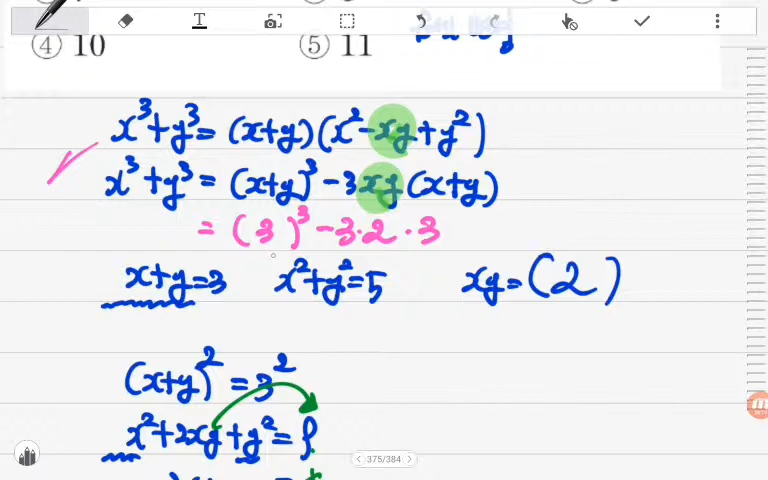 ④ 10
⑤ 11
x³+y³= (x+y)(x²-xy+y²)
x³+y³= (x+y)³-3xy(x+y)
= (3)³-3·2·3
x+y=3 x²+y²=5 xy=(2)
(x+y)²=3²
x²+2xy+y²=9
375/384